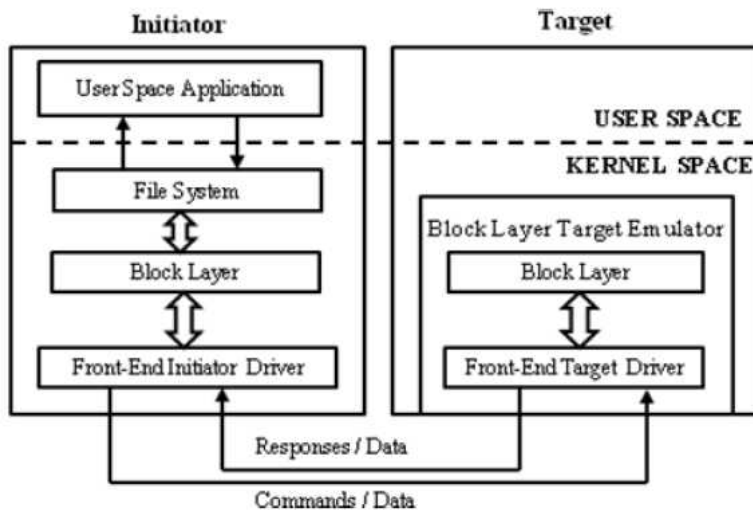 Initiator
Target
User Space Application
USER SPACE
KERNEL SPACE
File System
Block Layer Target Emulator
Block Layer
Block Layer
Front-End Initiator Driver
Front-End Target Driver
Responses / Data
Commands / Data